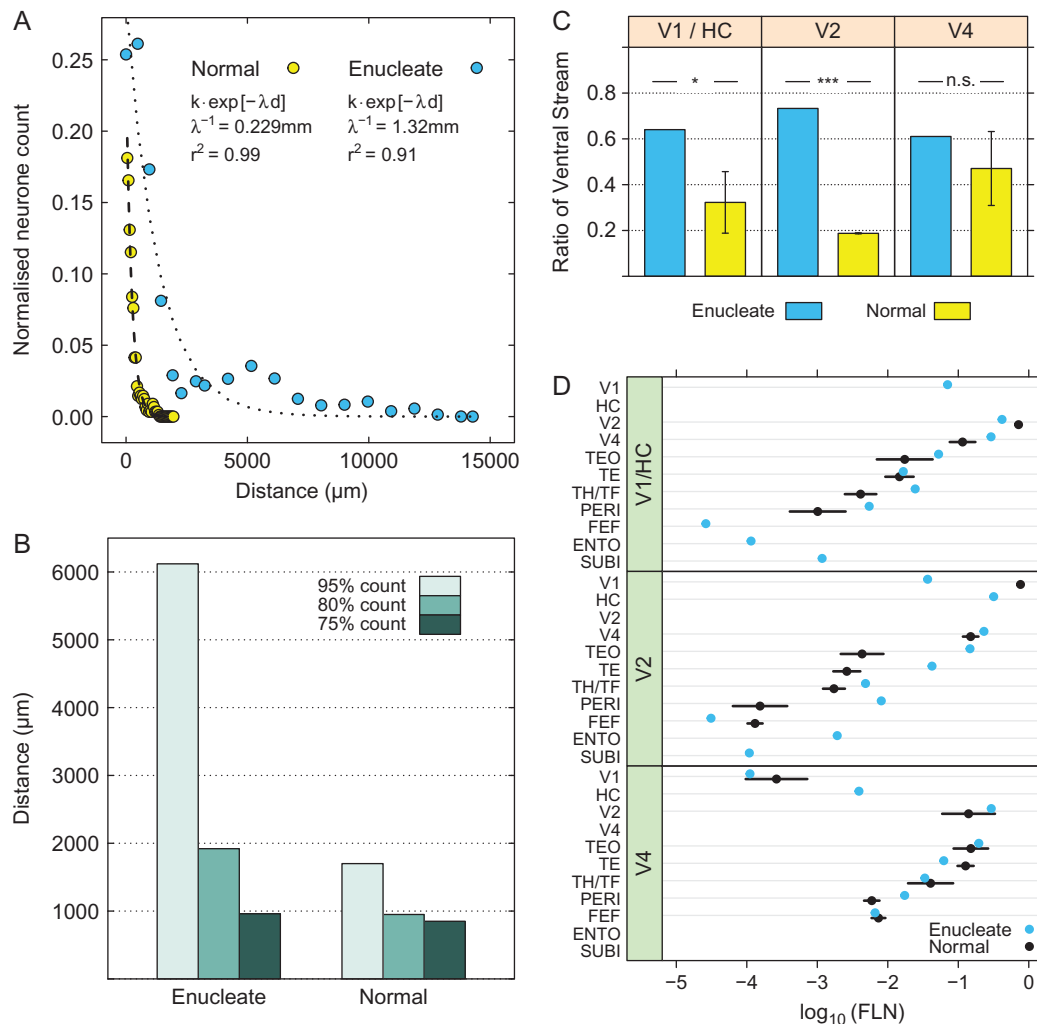 A
Normalised neurone count
0.25
0.20
0.15
0.10
0.05
0.00
Normal
Enucleate
k·exp[−λd]
λ⁻¹ = 0.229mm
r² = 0.99
k·exp[−λd]
λ⁻¹ = 1.32mm
r² = 0.91
0
5000
10000
15000
Distance (μm)
B
Distance (μm)
6000
5000
4000
3000
2000
1000
95% count
80% count
75% count
Enucleate
Normal
C
V1 / HC
V2
V4
Ratio of Ventral Stream
0.8
0.6
0.4
0.2
*
***
n.s.
Enucleate
Normal
D
V1/HC
V1
HC
V2
V4
TEO
TE
TH/TF
PERI
FEF
ENTO
SUBI
V2
V1
HC
V2
V4
TEO
TE
TH/TF
PERI
FEF
ENTO
SUBI
V4
V1
HC
V2
V4
TEO
TE
TH/TF
PERI
FEF
ENTO
SUBI
Enucleate
Normal
−5
−4
−3
−2
−1
0
log₁₀ (FLN)